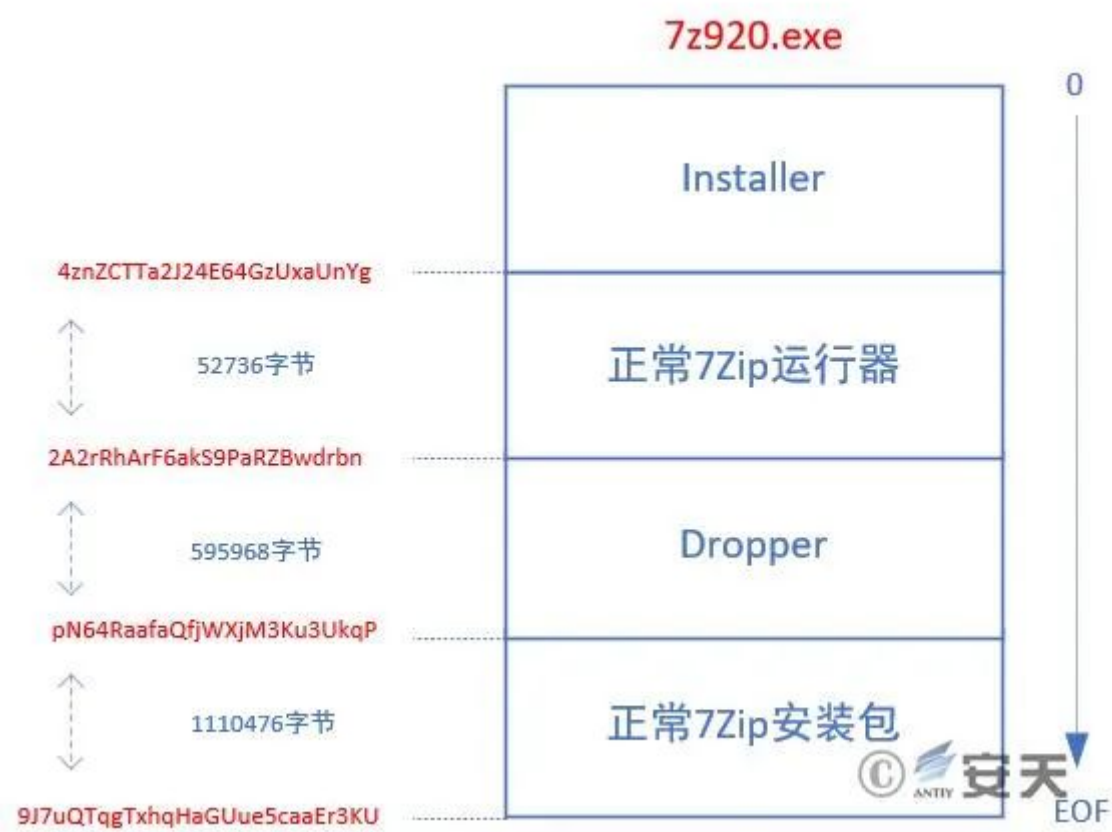 7z920.exe
0
Installer
4znZCTTa2J24E64GzUxaUnYg
52736字节
正常7Zip运行器
2A2rRhArF6akS9PaRZBwdrbn
595968字节
Dropper
pN64RaafaQfjWXjM3Ku3UkqP
1110476字节
正常7Zip安装包
© ANTIY 安天
9J7uQTqgTxhqHaGUue5caaEr3KU
EOF